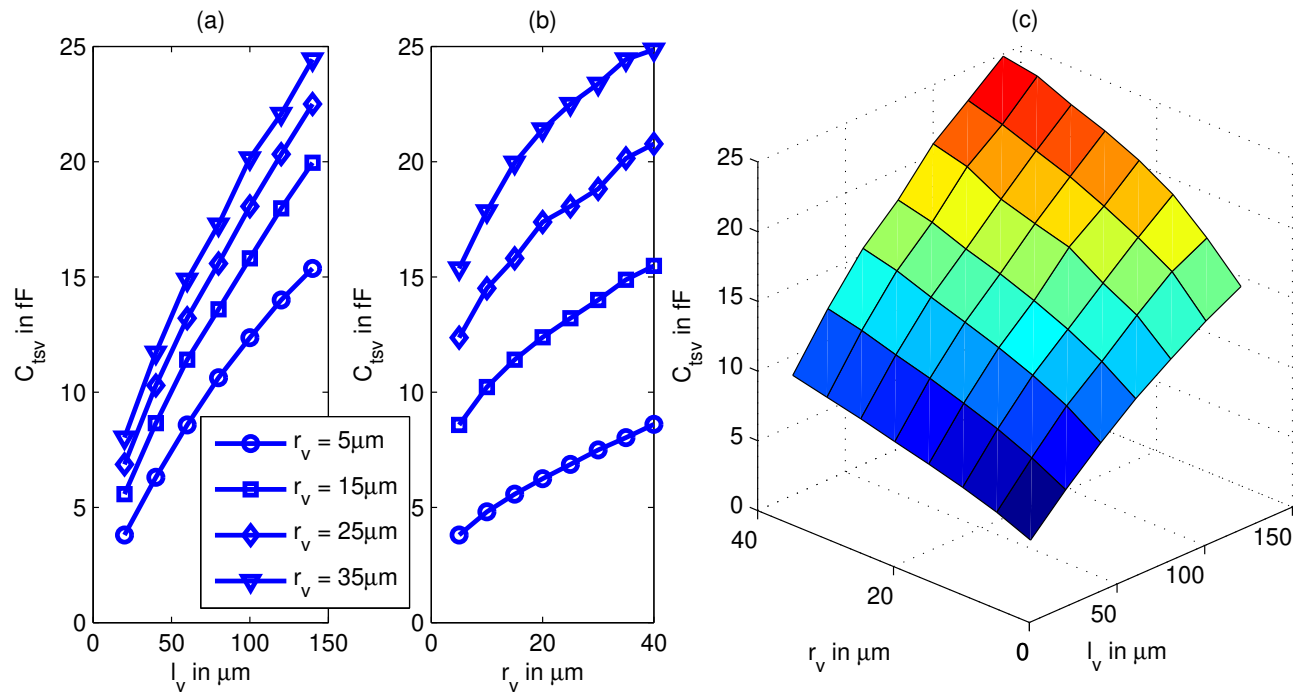 (a)
25
20
15
10
5
0
C_tsv in fF
0
50
100
150
l_v in μm
r_v = 5μm
r_v = 15μm
r_v = 25μm
r_v = 35μm
(b)
25
20
15
10
5
0
C_tsv in fF
0
20
40
r_v in μm
(c)
25
20
15
10
5
0
C_tsv in fF
40
20
0
r_v in μm
0
50
100
150
l_v in μm